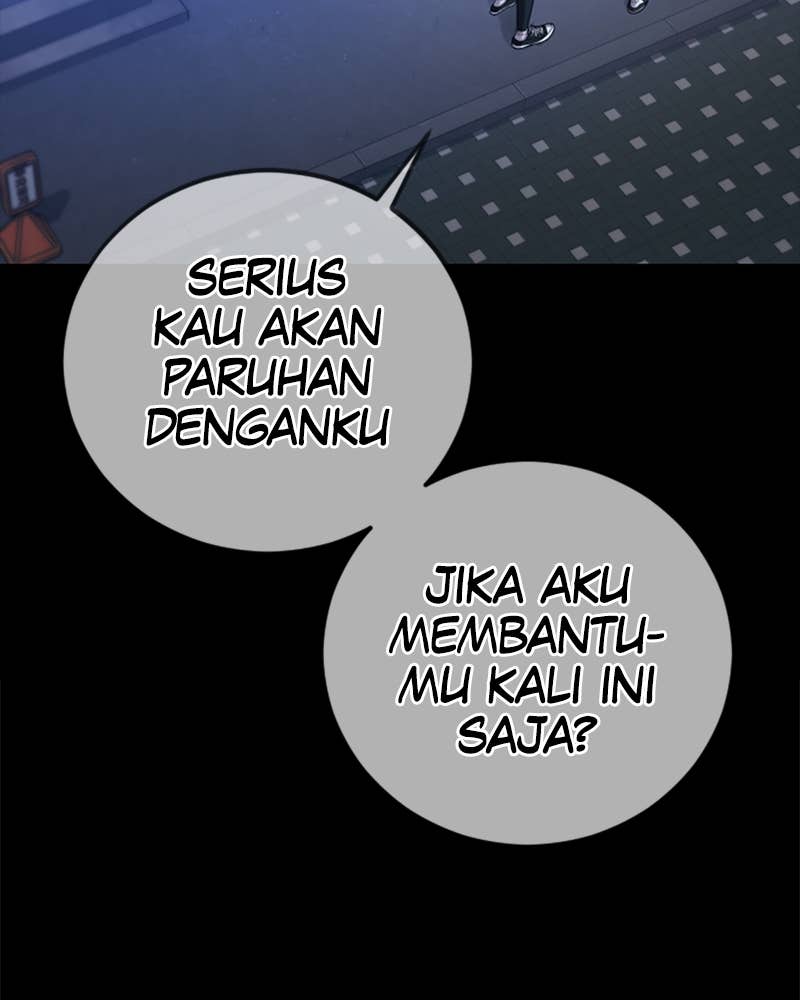 SERIUS
KAU AKAN
PARUHAN
DENGANKU
JIKA AKU
MEMBANTU-
MU KALI INI
SAJA?